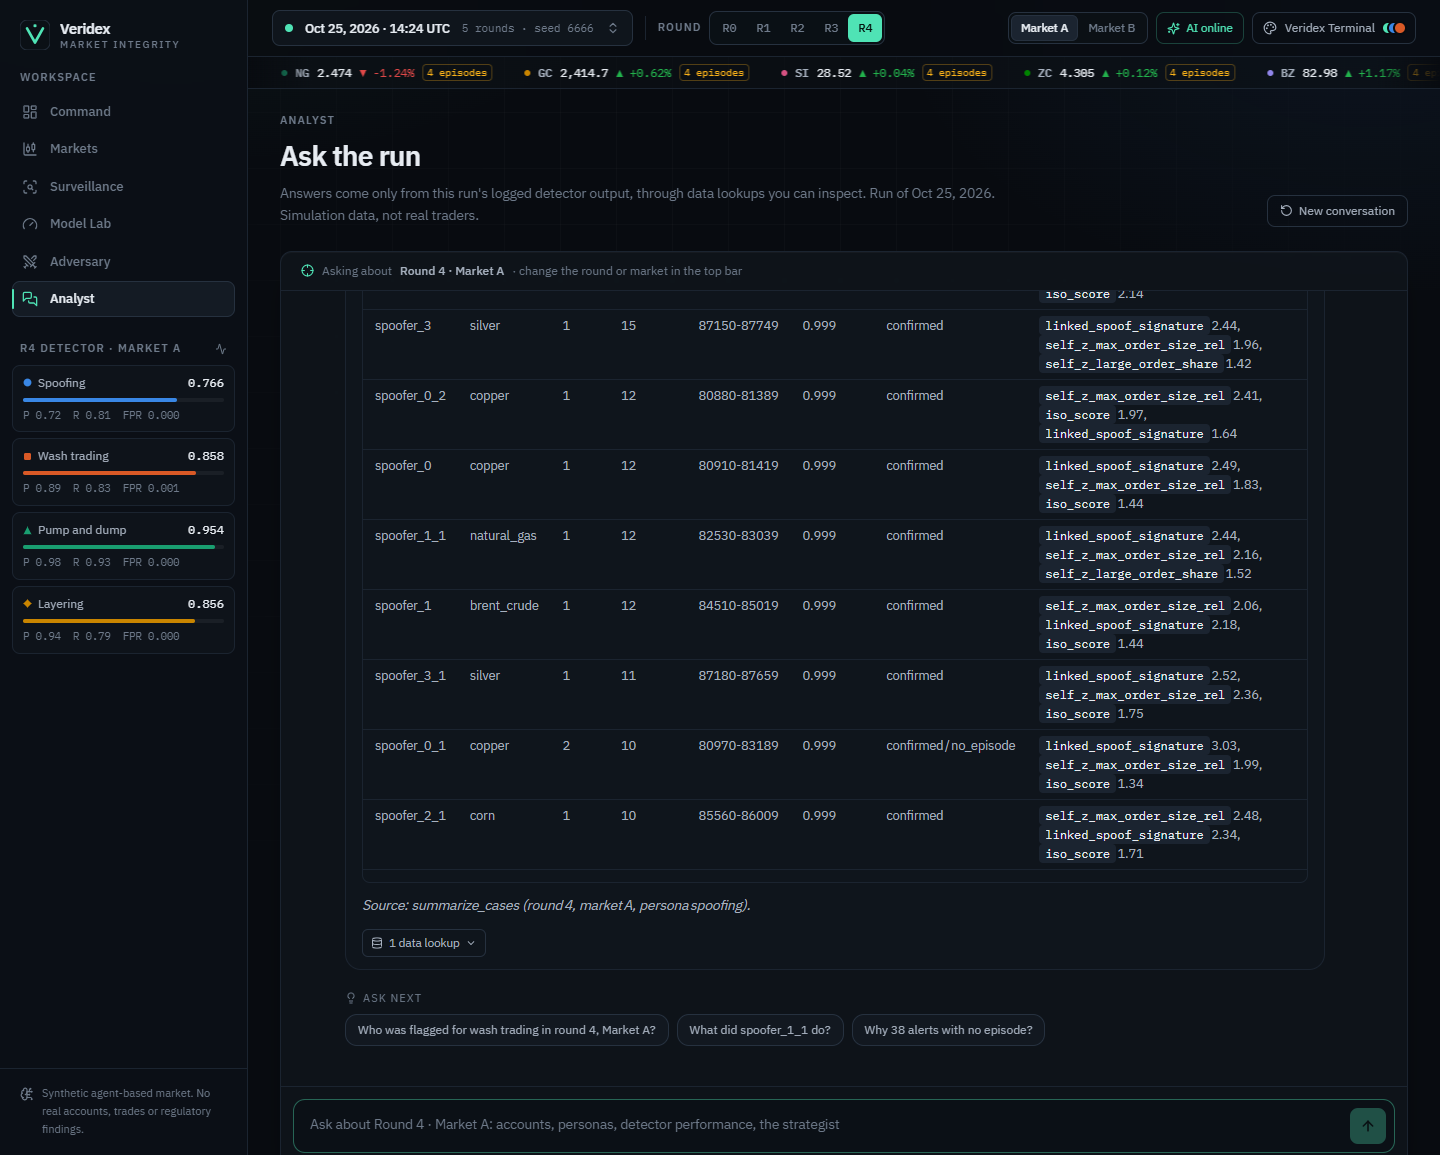 Veridex
MARKET INTEGRITY
WORKSPACE
Command
Markets
Surveillance
Model Lab
Adversary
Analyst
R4 DETECTOR · MARKET A
Spoofing 0.766
P 0.72 R 0.81 FPR 0.000
Wash trading 0.858
P 0.89 R 0.83 FPR 0.001
Pump and dump 0.954
P 0.98 R 0.93 FPR 0.000
Layering 0.856
P 0.94 R 0.79 FPR 0.000
Synthetic agent-based market. No
real accounts, trades or regulatory
findings.
Oct 25, 2026 · 14:24 UTC 5 rounds · seed 6666
ROUND R0 R1 R2 R3 R4
Market A Market B
AI online
Veridex Terminal
NG 2.474 ▼ -1.24% 4 episodes
GC 2,414.7 ▲ +0.62% 4 episodes
SI 28.52 ▲ +0.04% 4 episodes
ZC 4.305 ▲ +0.12% 4 episodes
BZ 82.98 ▲ +1.17%
ANALYST
Ask the run
Answers come only from this run's logged detector output, through data lookups you can inspect. Run of Oct 25, 2026.
Simulation data, not real traders.
New conversation
Asking about Round 4 · Market A · change the round or market in the top bar
iso_score 2.14
spoofer_3 silver 1 15 87150-87749 0.999 confirmed linked_spoof_signature 2.44,
self_z_max_order_size_rel 1.96,
self_z_large_order_share 1.42
spoofer_0_2 copper 1 12 80880-81389 0.999 confirmed self_z_max_order_size_rel 2.41,
iso_score 1.97,
linked_spoof_signature 1.64
spoofer_0 copper 1 12 80910-81419 0.999 confirmed linked_spoof_signature 2.49,
self_z_max_order_size_rel 1.83,
iso_score 1.44
spoofer_1_1 natural_gas 1 12 82530-83039 0.999 confirmed linked_spoof_signature 2.44,
self_z_max_order_size_rel 2.16,
self_z_large_order_share 1.52
spoofer_1 brent_crude 1 12 84510-85019 0.999 confirmed self_z_max_order_size_rel 2.06,
linked_spoof_signature 2.18,
iso_score 1.44
spoofer_3_1 silver 1 11 87180-87659 0.999 confirmed linked_spoof_signature 2.52,
self_z_max_order_size_rel 2.36,
iso_score 1.75
spoofer_0_1 copper 2 10 80970-83189 0.999 confirmed/no_episode linked_spoof_signature 3.03,
self_z_max_order_size_rel 1.99,
iso_score 1.34
spoofer_2_1 corn 1 10 85560-86009 0.999 confirmed self_z_max_order_size_rel 2.48,
linked_spoof_signature 2.34,
iso_score 1.71
Source: summarize_cases (round 4, market A, persona spoofing).
1 data lookup
ASK NEXT
Who was flagged for wash trading in round 4, Market A?
What did spoofer_1_1 do?
Why 38 alerts with no episode?
Ask about Round 4 · Market A: accounts, personas, detector performance, the strategist